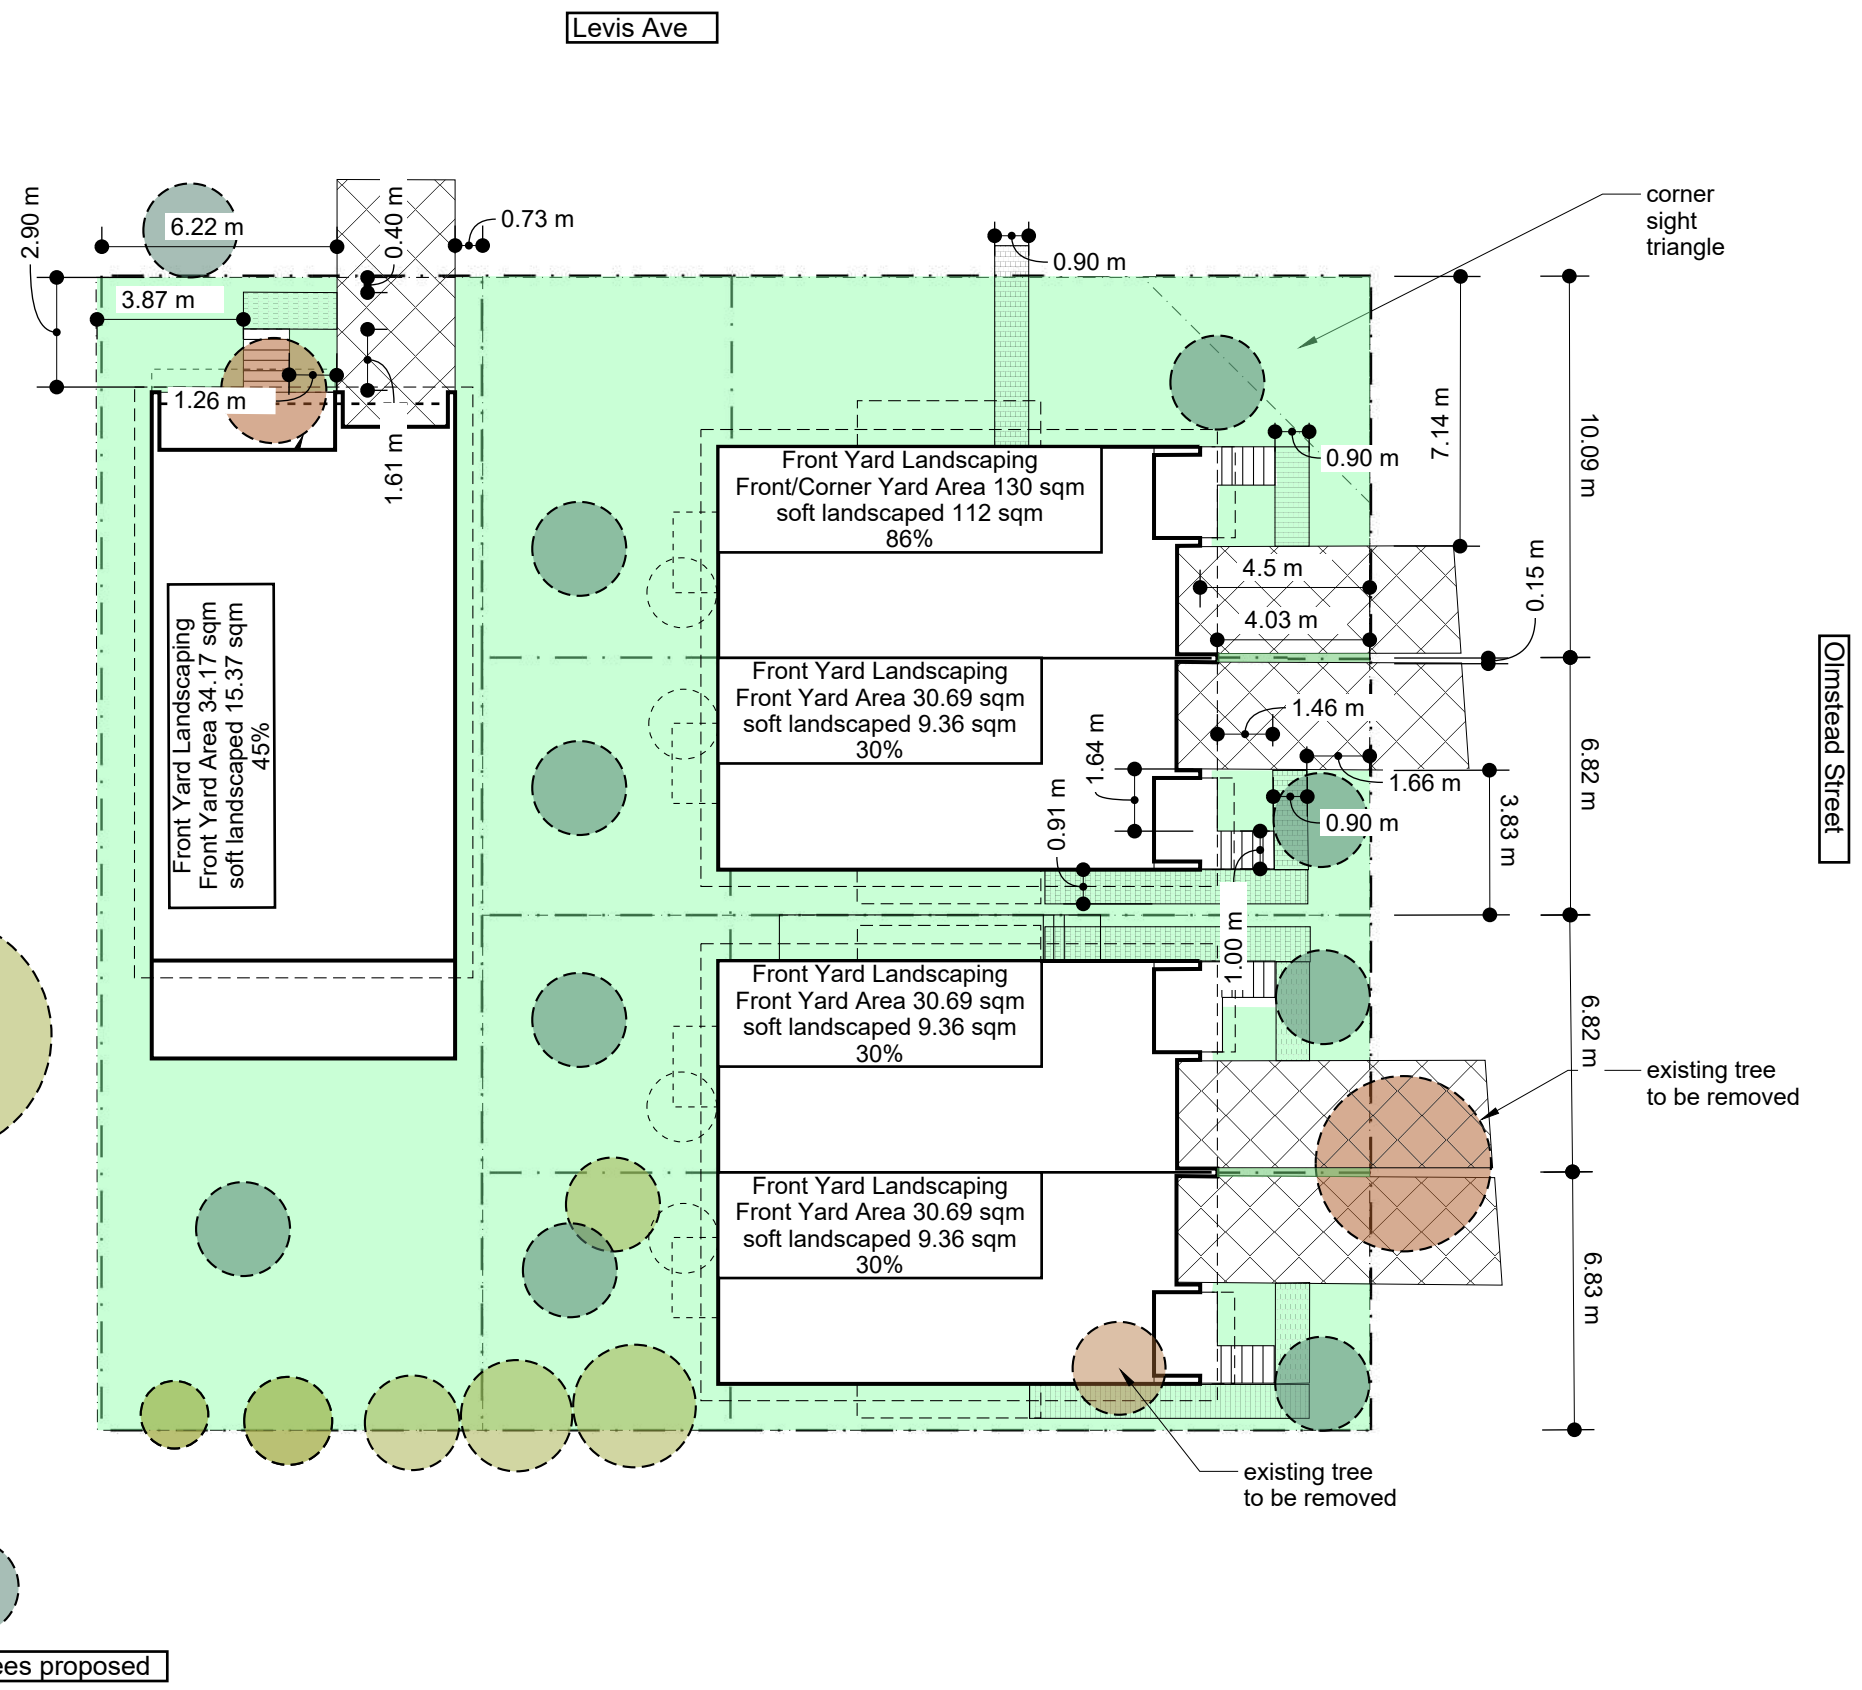 Levis Ave
corner
sight
triangle
2.90 m
6.22 m
0.40 m
0.73 m
0.90 m
3.87 m
1.26 m
1.61 m
7.14 m
10.09 m
0.90 m
Front Yard Landscaping
Front/Corner Yard Area 130 sqm
soft landscaped 112 sqm
86%
4.5 m
4.03 m
0.15 m
Front Yard Landscaping
Front Yard Area 34.17 sqm
soft landscaped 15.37 sqm
45%
Front Yard Landscaping
Front Yard Area 30.69 sqm
soft landscaped 9.36 sqm
30%
1.46 m
1.64 m
1.66 m
0.91 m
0.90 m
3.83 m
6.82 m
Olmstead Street
1.00 m
Front Yard Landscaping
Front Yard Area 30.69 sqm
soft landscaped 9.36 sqm
30%
6.82 m
existing tree
to be removed
Front Yard Landscaping
Front Yard Area 30.69 sqm
soft landscaped 9.36 sqm
30%
6.83 m
existing tree
to be removed
ees proposed